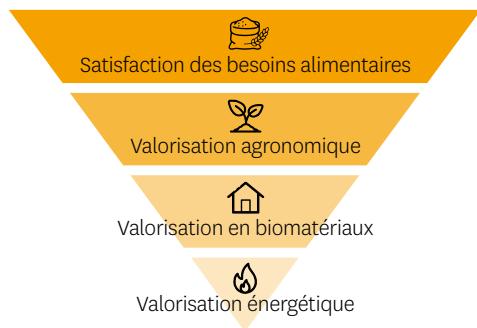 Satisfaction des besoins alimentaires
Valorisation agronomique
Valorisation en biomatériaux
Valorisation énergétique